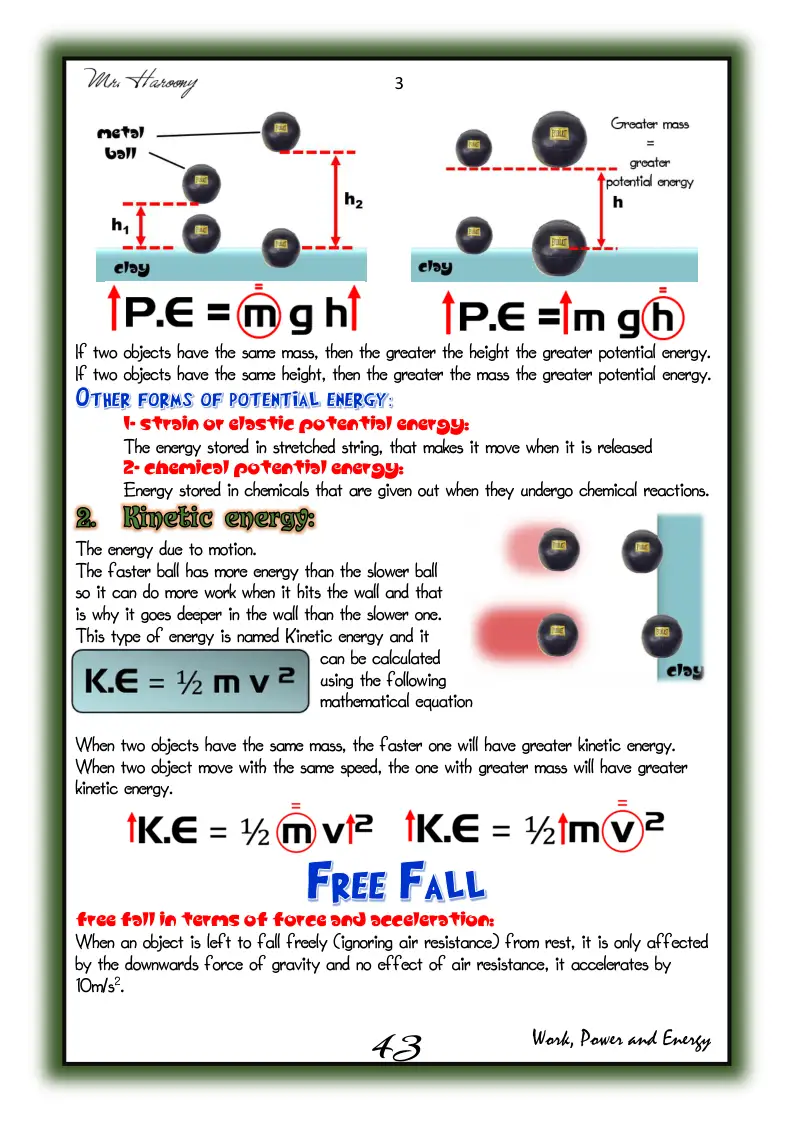 Mr. Haroony
3
metal
ball
h₁
h₂
clay
Greater mass
=
greater
potential energy
h
clay
=
↑P.E = m g h↑
=
↑P.E =↑m g h
If two objects have the same mass, then the greater the height the greater potential energy.
If two objects have the same height, then the greater the mass the greater potential energy.
OTHER FORMS OF POTENTIAL ENERGY:
1- strain or elastic potential energy:
The energy stored in stretched string, that makes it move when it is released
2- chemical potential energy:
Energy stored in chemicals that are given out when they undergo chemical reactions.
2. Kinetic energy:
The energy due to motion.
The faster ball has more energy than the slower ball
so it can do more work when it hits the wall and that
is why it goes deeper in the wall than the slower one.
This type of energy is named Kinetic energy and it
can be calculated
using the following
mathematical equation
K.E = ½ m v ²
clay
When two objects have the same mass, the faster one will have greater kinetic energy.
When two object move with the same speed, the one with greater mass will have greater
kinetic energy.
=
↑K.E = ½ m v↑²
=
↑K.E = ½↑m v ²
FREE FALL
free fall in terms of force and acceleration:
When an object is left to fall freely (ignoring air resistance) from rest, it is only affected
by the downwards force of gravity and no effect of air resistance, it accelerates by
10m/s².
43
Work, Power and Energy